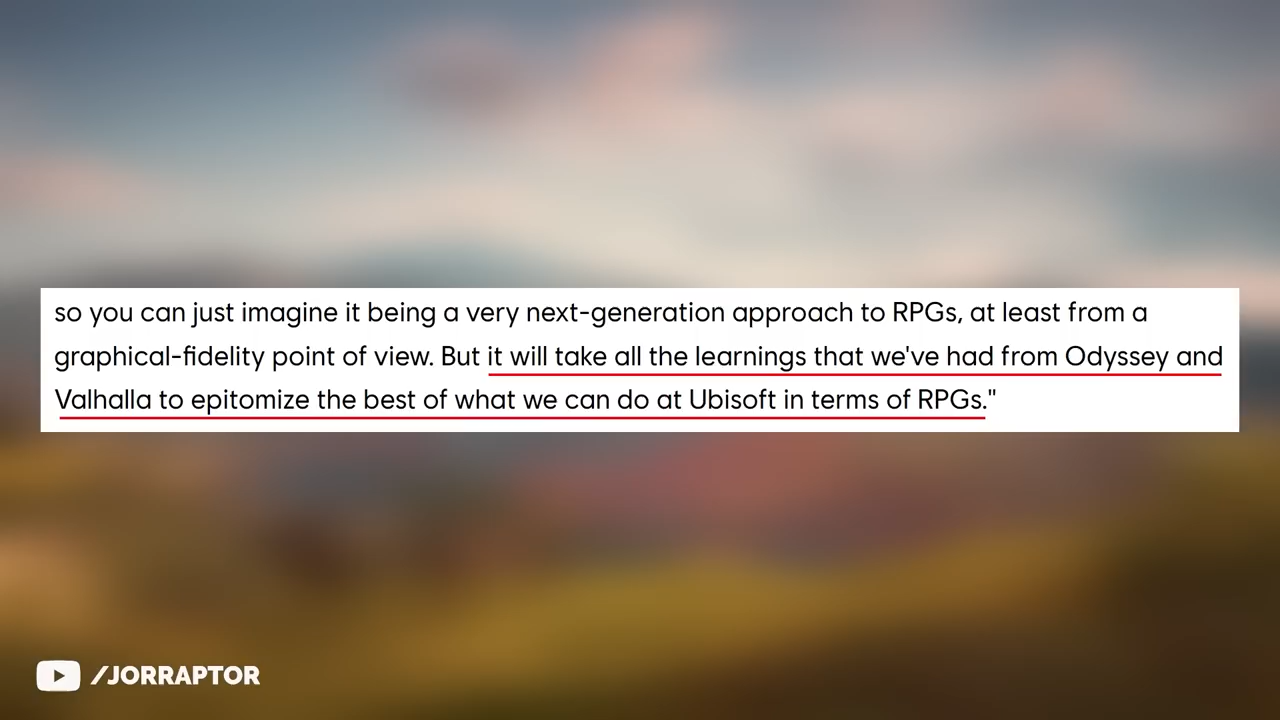 so you can just imagine it being a very next-generation approach to RPGs, at least from a
graphical-fidelity point of view. But it will take all the learnings that we've had from Odyssey and
Valhalla to epitomize the best of what we can do at Ubisoft in terms of RPGs."
/JORRAPTOR